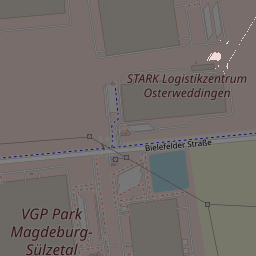 STARK Logistikzentrum
Osterweddingen
Bielefelder Straße
VGP Park
Magdeburg-
Sülzetal